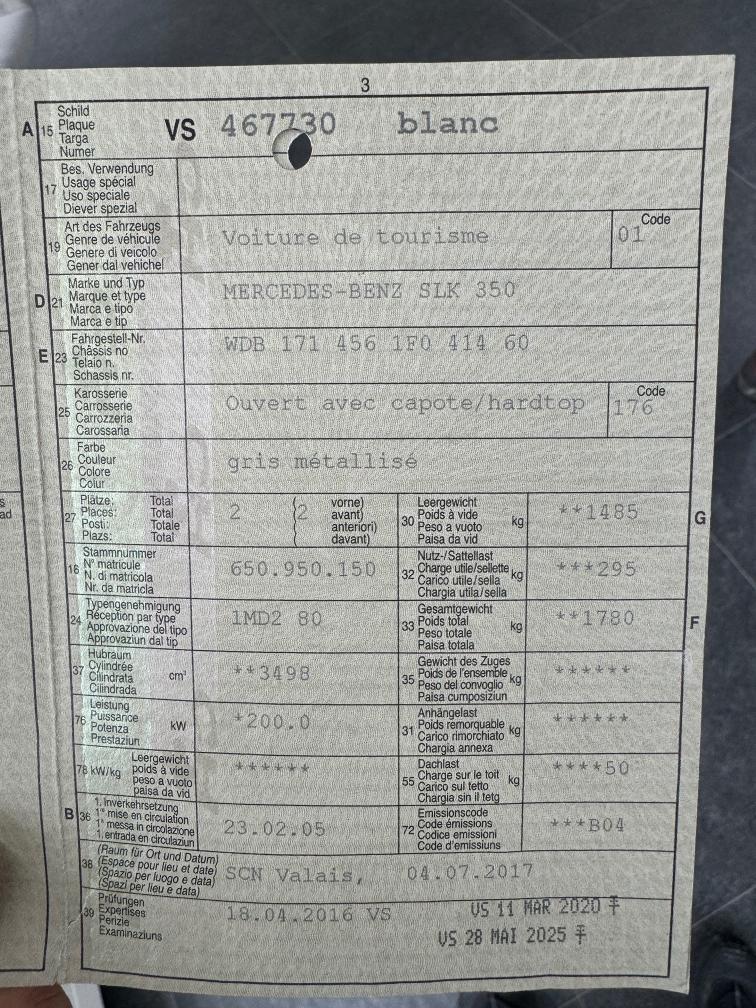 3
A 15 Schild VS 467730 blanc
Plaque
Targa
Numer
17 Bes. Verwendung
Usage spécial
Uso speciale
Diever spezial
19 Art des Fahrzeugs Voiture de tourisme Code 01
Genre de véhicule
Genere di veicolo
Gener dal vehichel
D 21 Marke und Typ MERCEDES-BENZ SLK 350
Marque et type
Marca e tipo
Marca e tip
E 23 Fahrgestell-Nr. WDB 171 456 1F0 414 60
Châssis no
Telaio n.
Schassis nr.
25 Karosserie Ouvert avec capote/hardtop Code 176
Carrosserie
Carrozzeria
Carossaria
26 Farbe gris métallisé
Couleur
Colore
Colur
27 Plätze: Total 2 (2 vorne)
Places: Total avant)
Posti: Totale anteriori)
Plazs: Total davant)
30 Leergewicht kg **1485 G
Poids à vide
Peso a vuoto
Paisa da vid
18 Stammnummer 650.950.150
N° matricule
N. di matricola
Nr. da matricla
32 Nutz-/Sattellast kg ***295
Charge utile/sellette
Carico utile/sella
Chargia utila/sella
24 Typengenehmigung 1MD2 80
Réception par type
Approvazione del tipo
Approvaziun dal tip
33 Gesamtgewicht kg **1780 F
Poids total
Peso totale
Paisa totala
37 Hubraum cm³ **3498
Cylindrée
Cilindrata
Cilindrada
35 Gewicht des Zuges kg ******
Poids de l'ensemble
Peso del convoglio
Paisa cumposiziun
76 Leistung kW *200.0
Puissance
Potenza
Prestaziun
31 Anhängelast kg ******
Poids remorquable
Carico rimorchiato
Chargia annexa
78 kW/kg Leergewicht ******
poids à vide
peso a vuoto
paisa da vid
55 Dachlast kg ****50
Charge sur le toit
Carico sul tetto
Chargia sin il tetg
B 36 1. Inverkehrsetzung 23.02.05
1re mise en circulation
1a messa in circolazione
1. entrada en circulaziun
72 Emissionscode ***B04
Code émissions
Codice emissioni
Code d'emissiuns
38 (Raum für Ort und Datum) SCN Valais, 04.07.2017
(Espace pour lieu et date)
(Spazio per luogo e data)
(Spazi per lieu e data)
39 Prüfungen 18.04.2016 VS VS 11 MAR 2020
Expertises VS 28 MAI 2025
Perizie
Examinaziuns